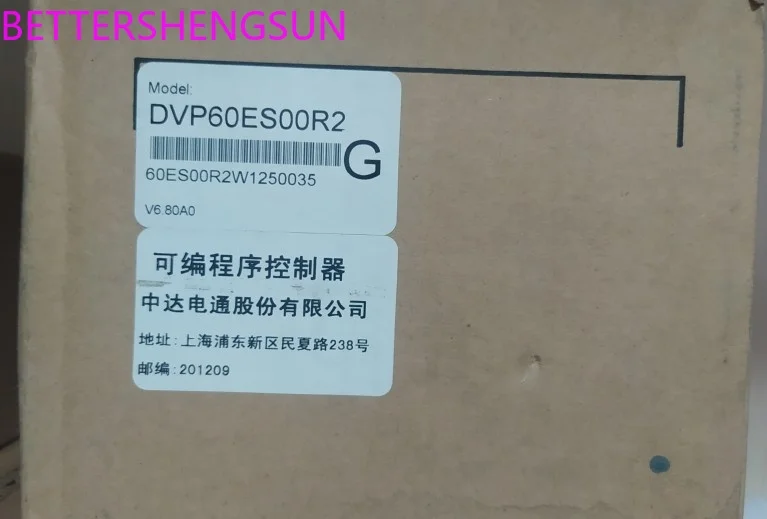 BETTERSHENGSUN
Model:
DVP60ES00R2
G
60ES00R2W1250035
V6.80A0
可编程序控制器
中达电通股份有限公司
地址:上海浦东新区民夏路238号
邮编:201209